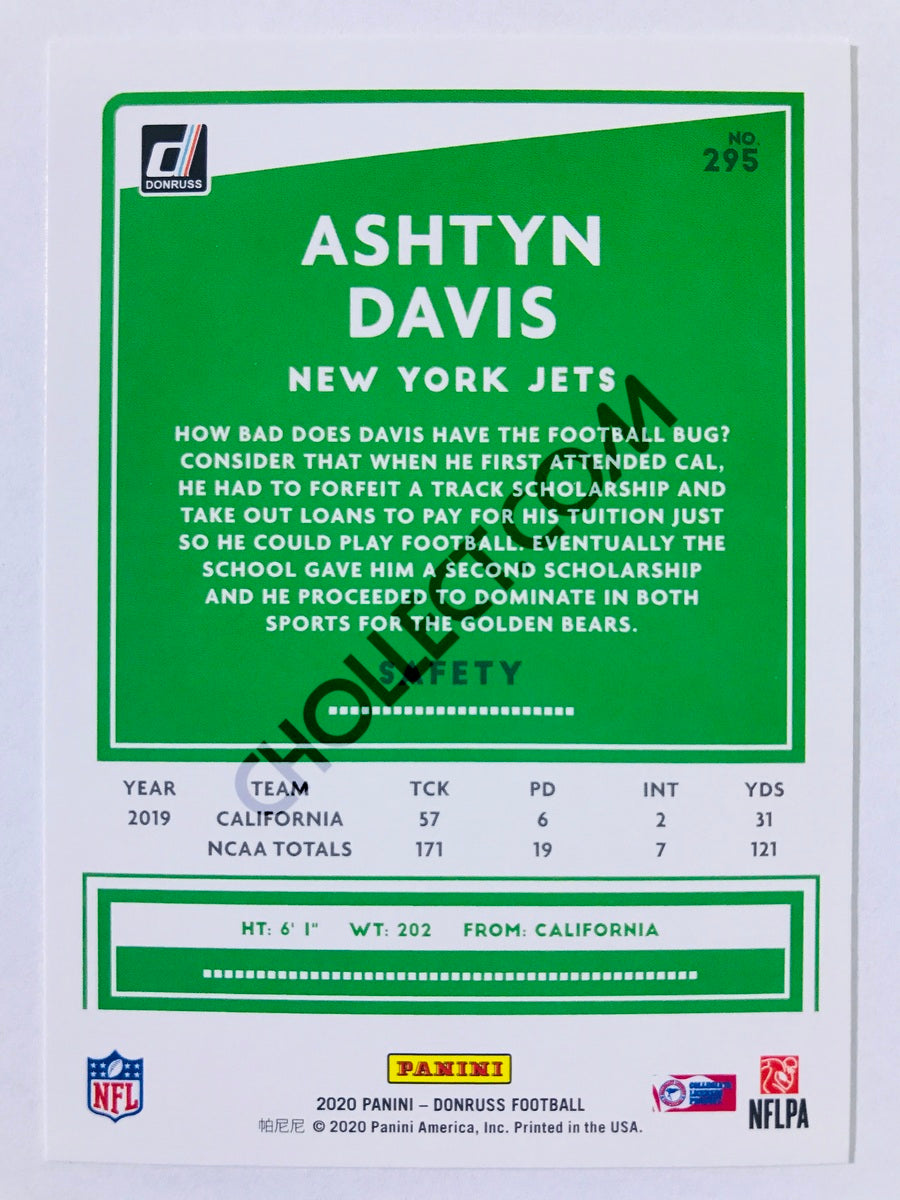 DONRUSS
NO.
295
ASHTYN
DAVIS
NEW YORK JETS
HOW BAD DOES DAVIS HAVE THE FOOTBALL BUG?
CONSIDER THAT WHEN HE FIRST ATTENDED CAL,
HE HAD TO FORFEIT A TRACK SCHOLARSHIP AND
TAKE OUT LOANS TO PAY FOR HIS TUITION JUST
SO HE COULD PLAY FOOTBALL. EVENTUALLY THE
SCHOOL GAVE HIM A SECOND SCHOLARSHIP
AND HE PROCEEDED TO DOMINATE IN BOTH
SPORTS FOR THE GOLDEN BEARS.
SAFETY
CHOLLECT.COM
YEAR TEAM TCK PD INT YDS
2019 CALIFORNIA 57 6 2 31
NCAA TOTALS 171 19 7 121
HT: 6' 1" WT: 202 FROM: CALIFORNIA
NFL
PANINI
2020 PANINI – DONRUSS FOOTBALL
帕尼尼 © 2020 Panini America, Inc. Printed in the USA.
NFLPA